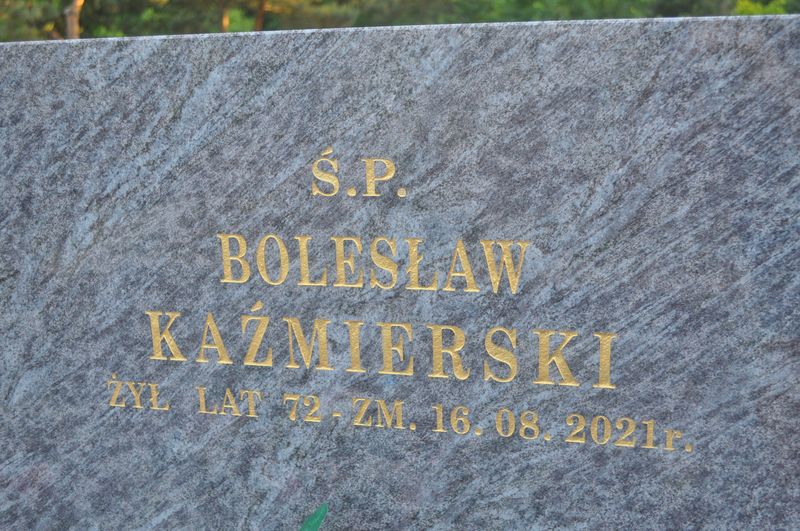 Ś.P.
BOLESŁAW
KAŹMIERSKI
ŻYŁ LAT 72 - ZM. 16. 08. 2021r.